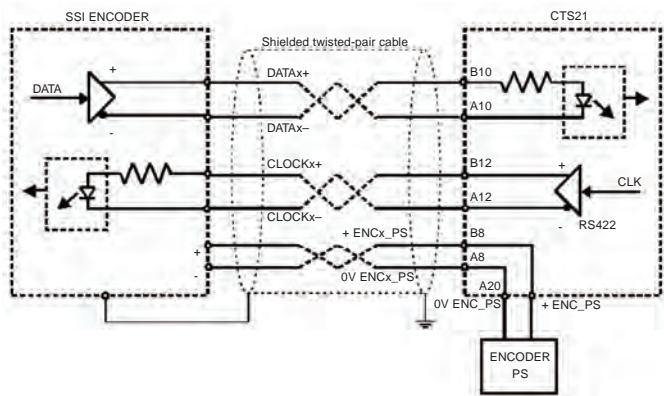 SSI ENCODER
CTS21
Shielded twisted-pair cable
DATA
+
-
DATAx+
DATAx–
B10
A10
CLOCKx+
CLOCKx–
B12
A12
+
-
CLK
RS422
+ ENCx_PS
0V ENCx_PS
+
-
B8
A8
A20
0V ENC_PS
+ ENC_PS
ENCODER
PS